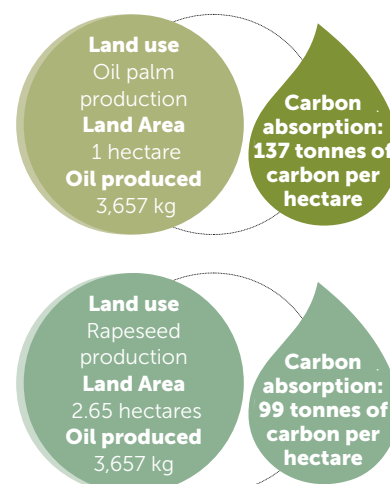 Land use
Oil palm
production
Land Area
1 hectare
Oil produced
3,657 kg
Carbon
absorption:
137 tonnes of
carbon per
hectare
Land use
Rapeseed
production
Land Area
2.65 hectares
Oil produced
3,657 kg
Carbon
absorption:
99 tonnes of
carbon per
hectare